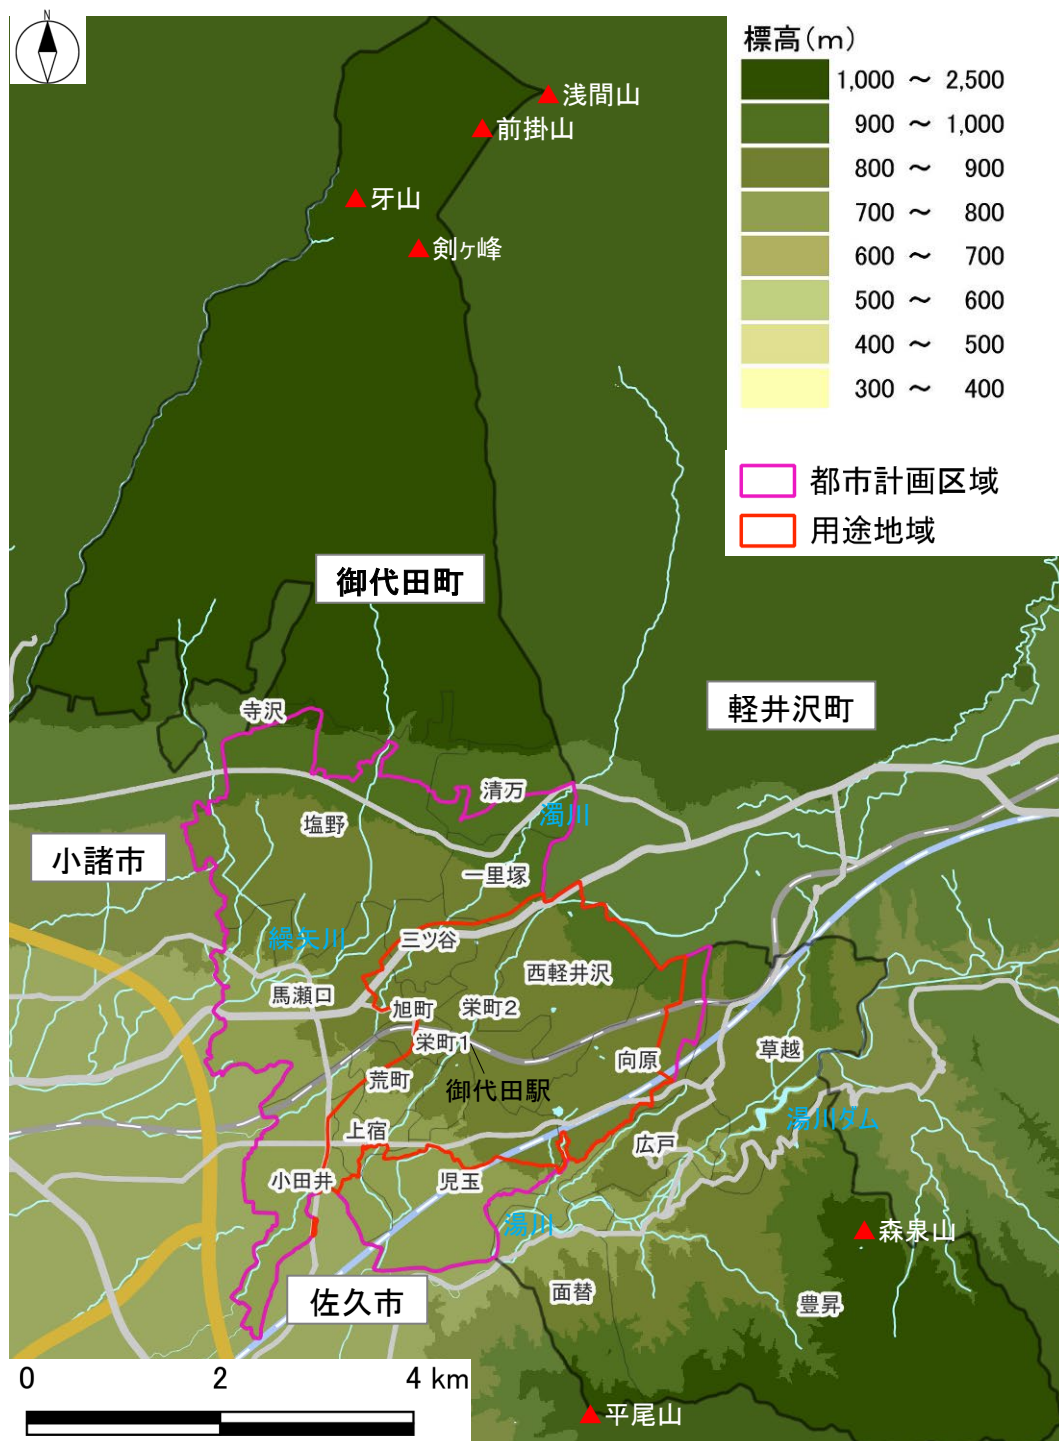 N
標高(m)
1,000 ～ 2,500
900 ～ 1,000
800 ～ 900
700 ～ 800
600 ～ 700
500 ～ 600
400 ～ 500
300 ～ 400
都市計画区域
用途地域
浅間山
前掛山
牙山
剣ヶ峰
御代田町
軽井沢町
寺沢
清万
濁川
塩野
小諸市
一里塚
繰矢川
三ツ谷
西軽井沢
馬瀬口
旭町
栄町2
栄町1
向原
草越
荒町
御代田駅
湯川ダム
上宿
広戸
小田井
児玉
湯川
森泉山
佐久市
面替
豊昇
平尾山
0 2 4 km